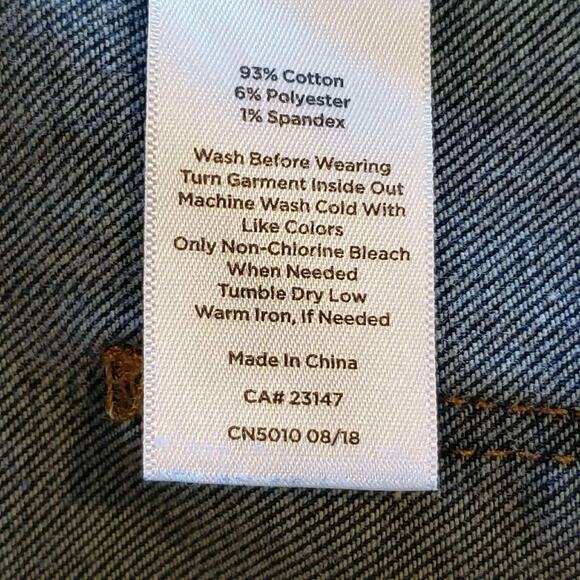 93% Cotton
6% Polyester
1% Spandex
Wash Before Wearing
Turn Garment Inside Out
Machine Wash Cold With
Like Colors
Only Non-Chlorine Bleach
When Needed
Tumble Dry Low
Warm Iron, If Needed
Made In China
CA# 23147
CN5010 08/18